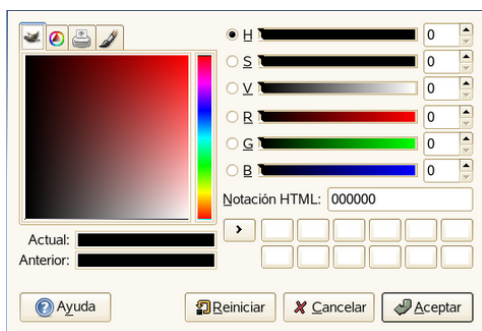 H 0
S 0
V 0
R 0
G 0
B 0
Notación HTML: 000000
Actual:
Anterior:
Ayuda Reiniciar Cancelar Aceptar